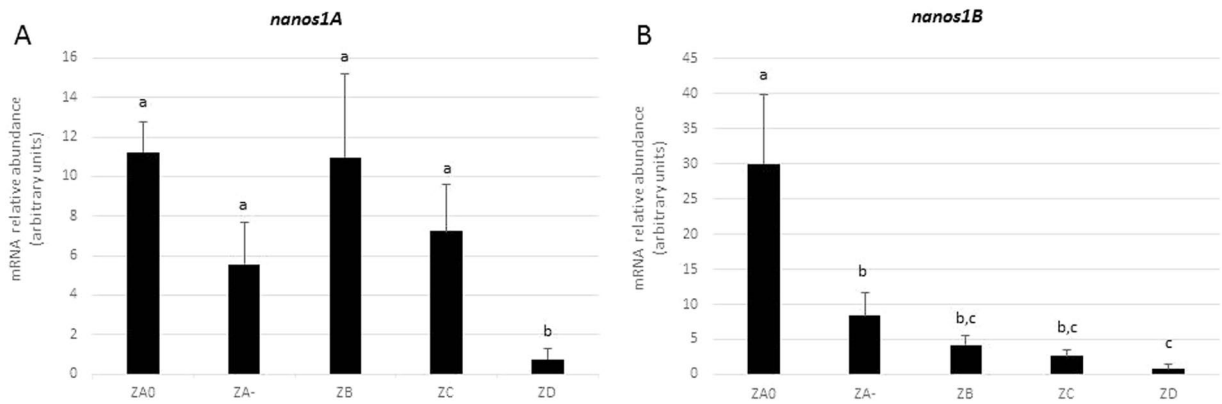 A
nanos1A
mRNA relative abundance
(arbitrary units)
16
14
12
10
8
6
4
2
0
a
a
a
a
b
ZA0
ZA-
ZB
ZC
ZD
B
nanos1B
mRNA relative abundance
(arbitrary units)
45
40
35
30
25
20
15
10
5
0
a
b
b,c
b,c
c
ZA0
ZA-
ZB
ZC
ZD